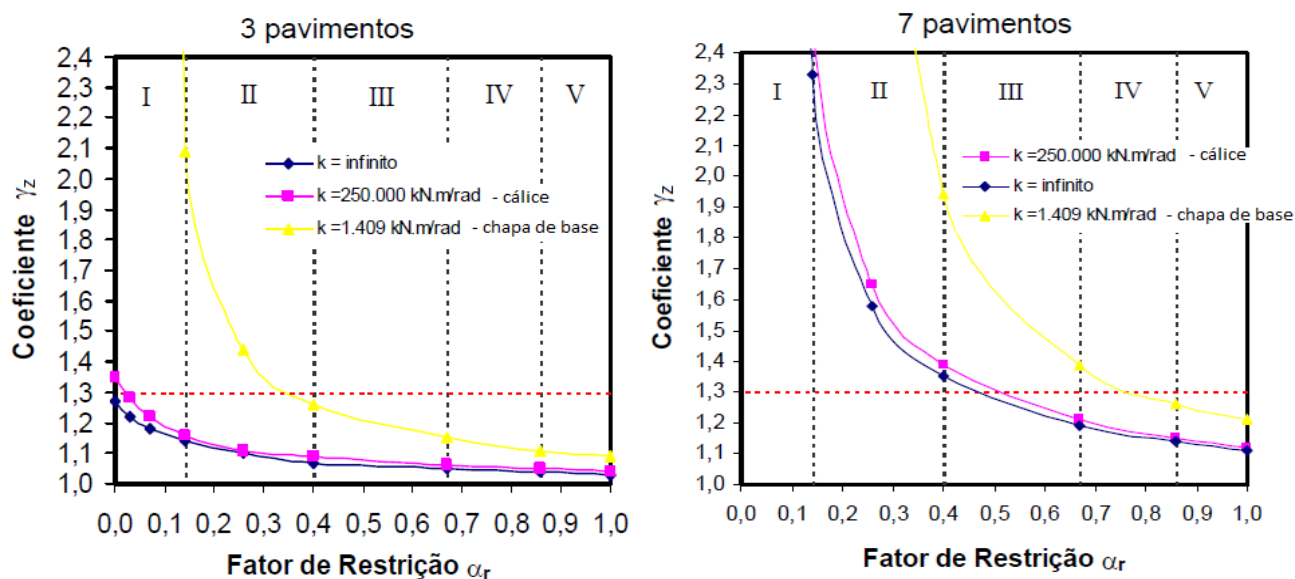 3 pavimentos
2,4
2,3
2,2
2,1
2,0
1,9
1,8
1,7
1,6
1,5
1,4
1,3
1,2
1,1
1,0
Coeficiente γz
I II III IV V
k = infinito
k =250.000 kN.m/rad - cálice
k =1.409 kN.m/rad - chapa de base
0,0 0,1 0,2 0,3 0,4 0,5 0,6 0,7 0,8 0,9 1,0
Fator de Restrição αr
7 pavimentos
2,4
2,3
2,2
2,1
2,0
1,9
1,8
1,7
1,6
1,5
1,4
1,3
1,2
1,1
1,0
Coeficiente γz
I II III IV V
k =250.000 kN.m/rad - cálice
k = infinito
k =1.409 kN.m/rad - chapa de base
0,0 0,1 0,2 0,3 0,4 0,5 0,6 0,7 0,8 0,9 1,0
Fator de Restrição αr